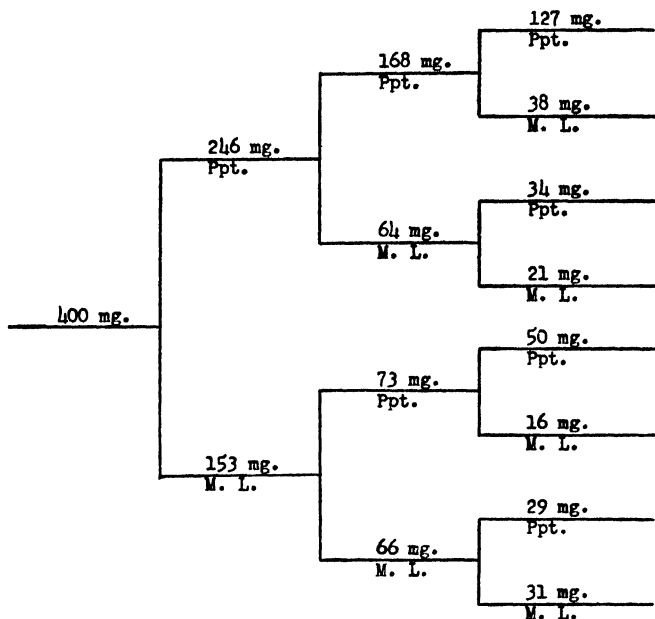 127 mg.
Ppt.
168 mg.
Ppt.
38 mg.
M. L.
246 mg.
Ppt.
34 mg.
Ppt.
64 mg.
M. L.
21 mg.
M. L.
400 mg.
50 mg.
Ppt.
73 mg.
Ppt.
16 mg.
M. L.
153 mg.
M. L.
29 mg.
Ppt.
66 mg.
M. L.
31 mg.
M. L.